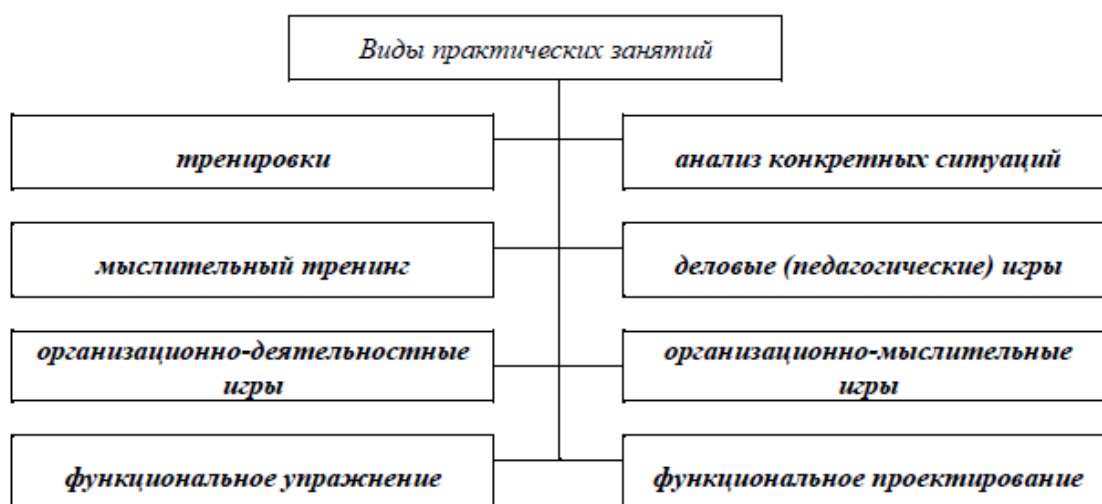 Виды практических занятий
тренировки
анализ конкретных ситуаций
мыслительный тренинг
деловые (педагогические) игры
организационно-деятельностные
игры
организационно-мыслительные
игры
функциональное упражнение
функциональное проектирование